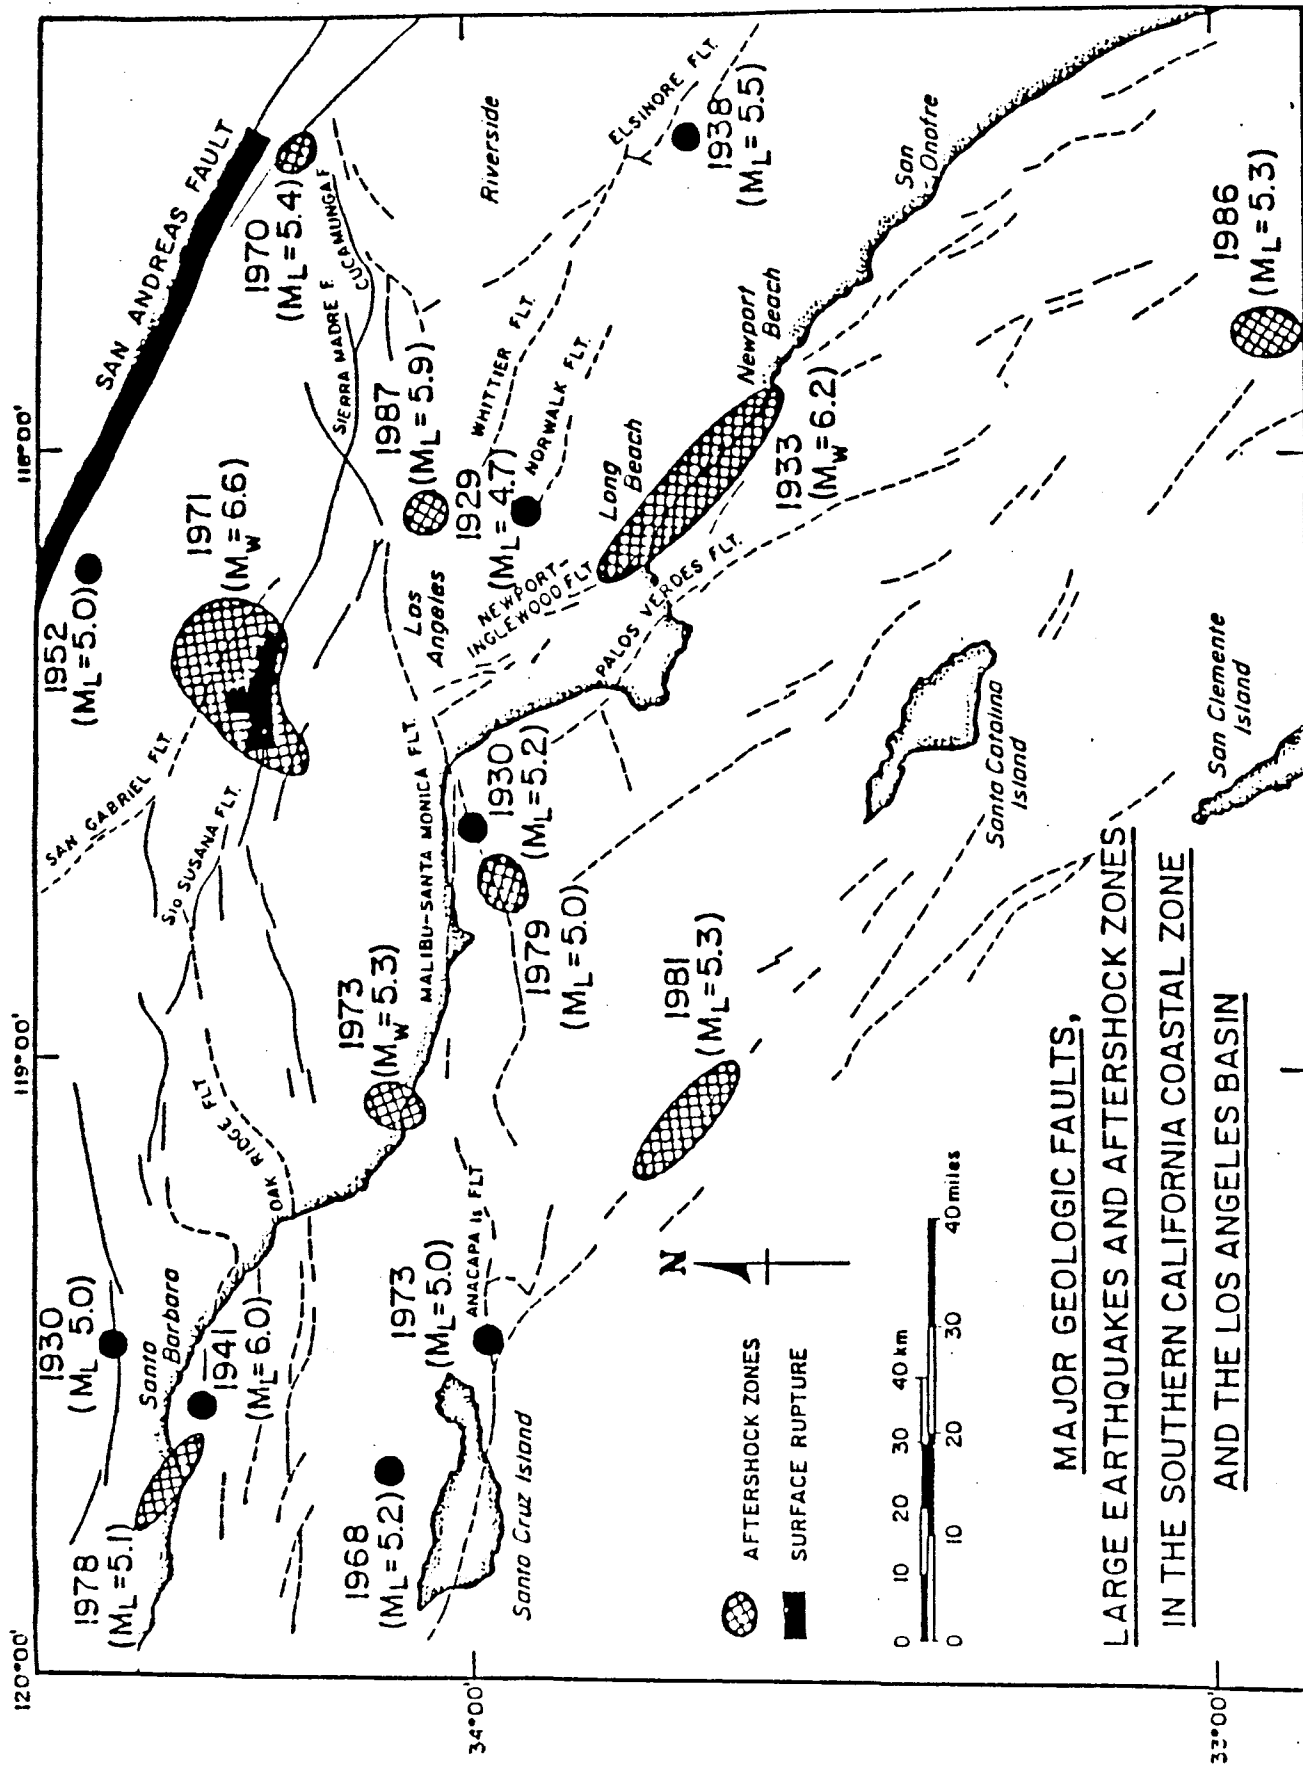 120°00'
119°00'
118°00'
34°00'
33°00'
1978
(ML=5.1)
1930
(ML 5.0)
Santa
Barbara
1941
(ML=6.0)
1968
(ML=5.2)
Santa Cruz Island
1973
(ML=5.0)
ANACAPA Is FLT
OAK RIDGE FLT
1973
(Mw=5.3)
SAN GABRIEL FLT.
SUSANA FLT.
MALIBU-SANTA MONICA FLT.
1979
(ML=5.0)
1930
(ML=5.2)
1981
(ML=5.3)
1952
(ML=5.0)
1971
(Mw=6.6)
SAN ANDREAS FAULT
1970
(ML=5.4)
SIERRA MADRE F.
CUCAMUNGA F
1987
(ML=5.9)
Los
Angeles
1929
(ML=4.7)
NEWPORT-
INGLEWOOD FLT
PALOS VERDES FLT.
WHITTIER FLT.
NORWALK FLT.
Long
Beach
Newport
Beach
1933
(Mw=6.2)
Riverside
ELSINORE FLT.
1938
(ML=5.5)
San
Onofre
1986
(ML=5.3)
Santa Catalina
Island
San Clemente
Island
N
AFTERSHOCK ZONES
SURFACE RUPTURE
0 10 20 30 40 km
0 10 20 30 40 miles
MAJOR GEOLOGIC FAULTS,
LARGE EARTHQUAKES AND AFTERSHOCK ZONES
IN THE SOUTHERN CALIFORNIA COASTAL ZONE
AND THE LOS ANGELES BASIN